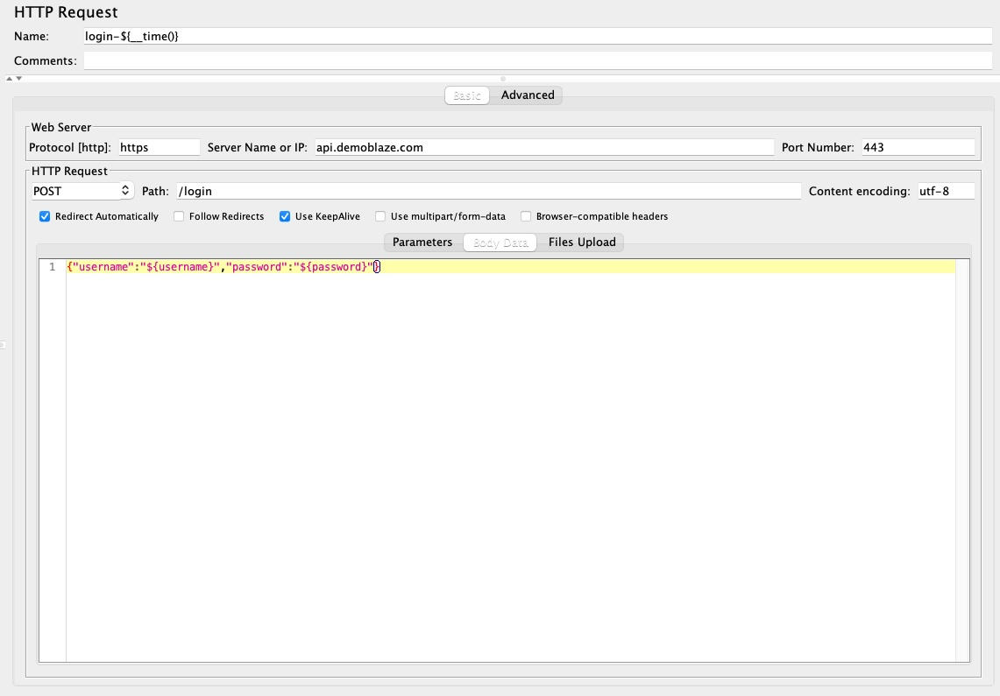 HTTP Request
Name: login-${__time()}
Comments:
Basic Advanced
Web Server
Protocol [http]: https Server Name or IP: api.demoblaze.com Port Number: 443
HTTP Request
POST Path: /login Content encoding: utf-8
Redirect Automatically Follow Redirects Use KeepAlive Use multipart/form-data Browser-compatible headers
Parameters Body Data Files Upload
1 {"username":"${username}","password":"${password}"}